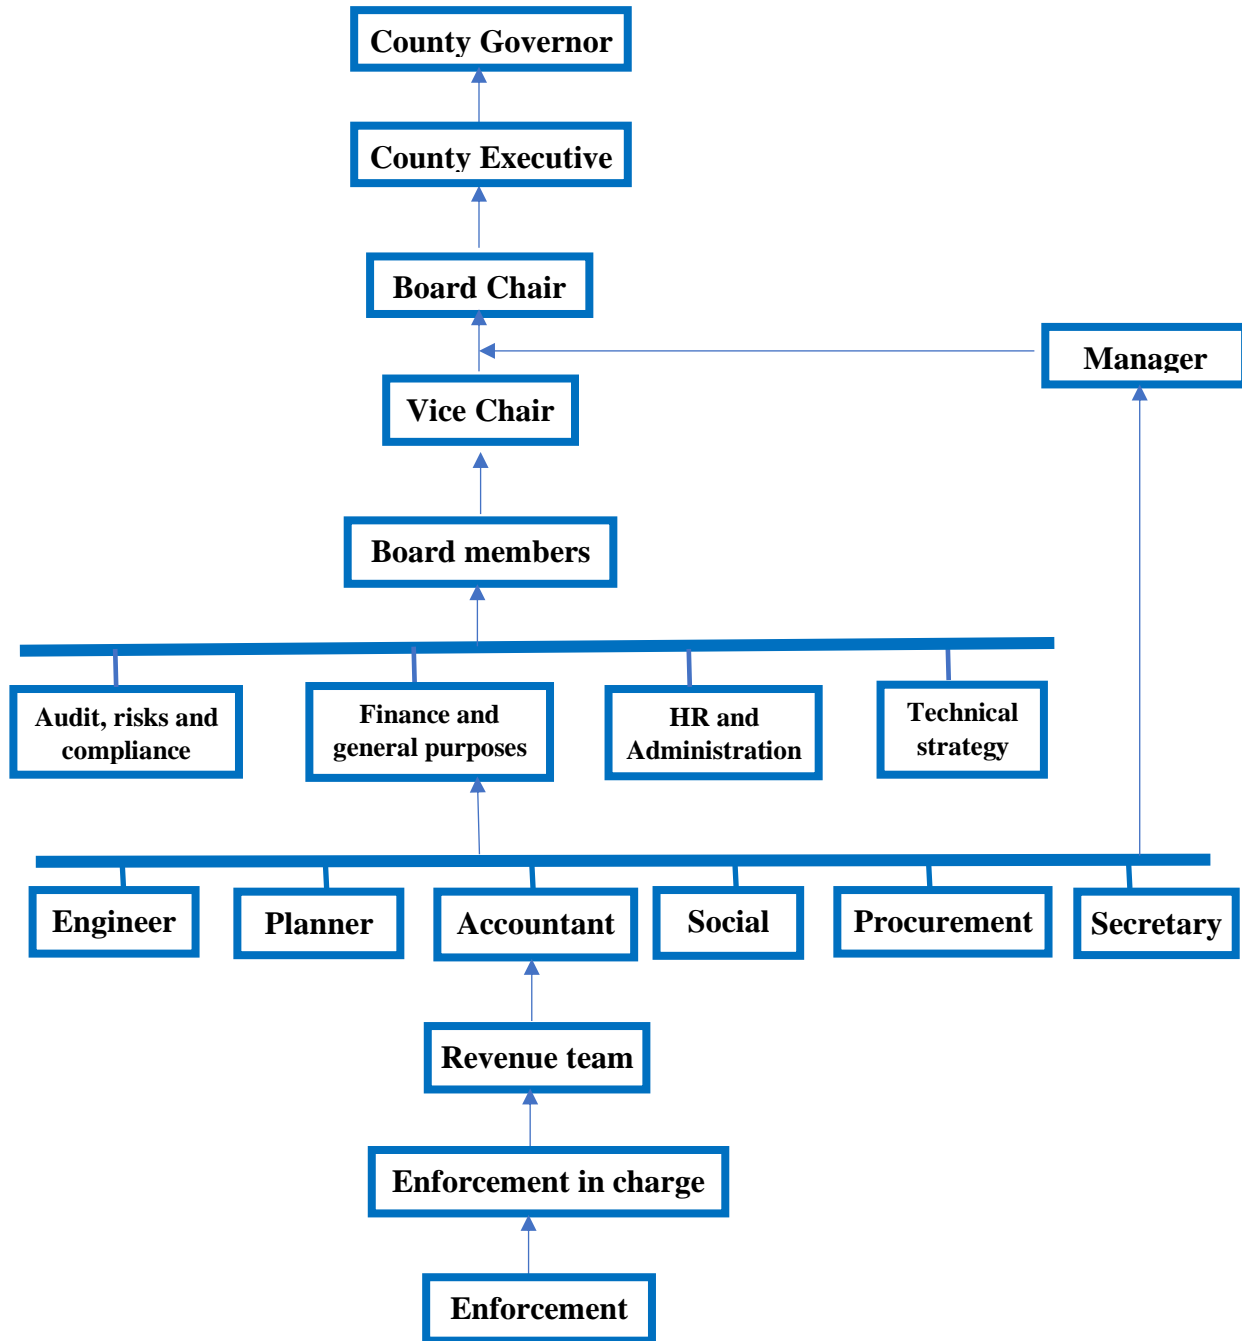 County Governor
County Executive
Board Chair
Manager
Vice Chair
Board members
Audit, risks and
compliance
Finance and
general purposes
HR and
Administration
Technical
strategy
Engineer
Planner
Accountant
Social
Procurement
Secretary
Revenue team
Enforcement in charge
Enforcement